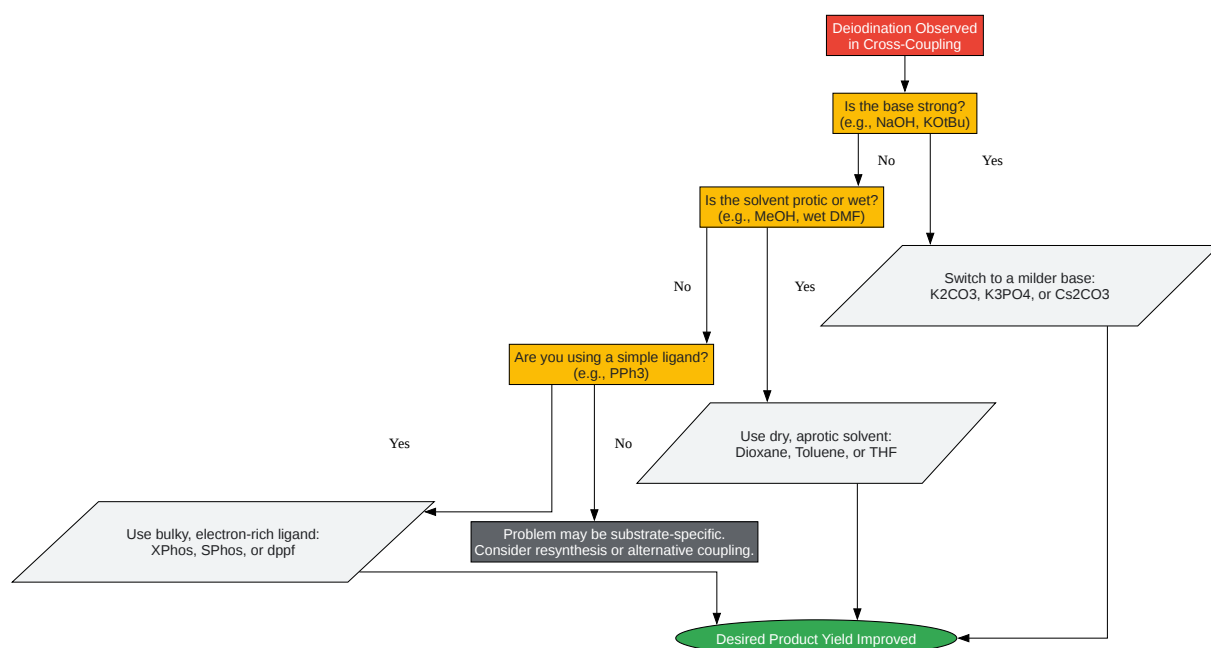 Deiodination Observed
in Cross-Coupling
Is the base strong?
(e.g., NaOH, KOtBu)
No
Yes
Is the solvent protic or wet?
(e.g., MeOH, wet DMF)
Switch to a milder base:
K2CO3, K3PO4, or Cs2CO3
No
Yes
Are you using a simple ligand?
(e.g., PPh3)
Use dry, aprotic solvent:
Dioxane, Toluene, or THF
Yes
No
Use bulky, electron-rich ligand:
XPhos, SPhos, or dppf
Problem may be substrate-specific.
Consider resynthesis or alternative coupling.
Desired Product Yield Improved